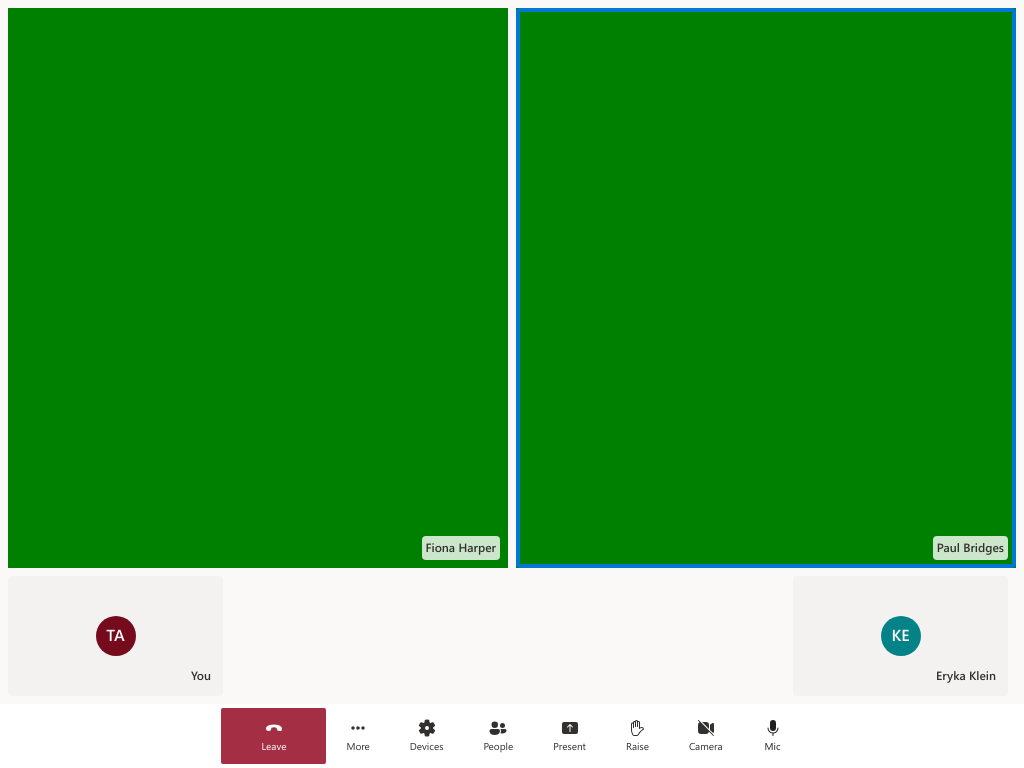 Fiona Harper
Paul Bridges
TA
You
KE
Eryka Klein
Leave
More
Devices
People
Present
Raise
Camera
Mic